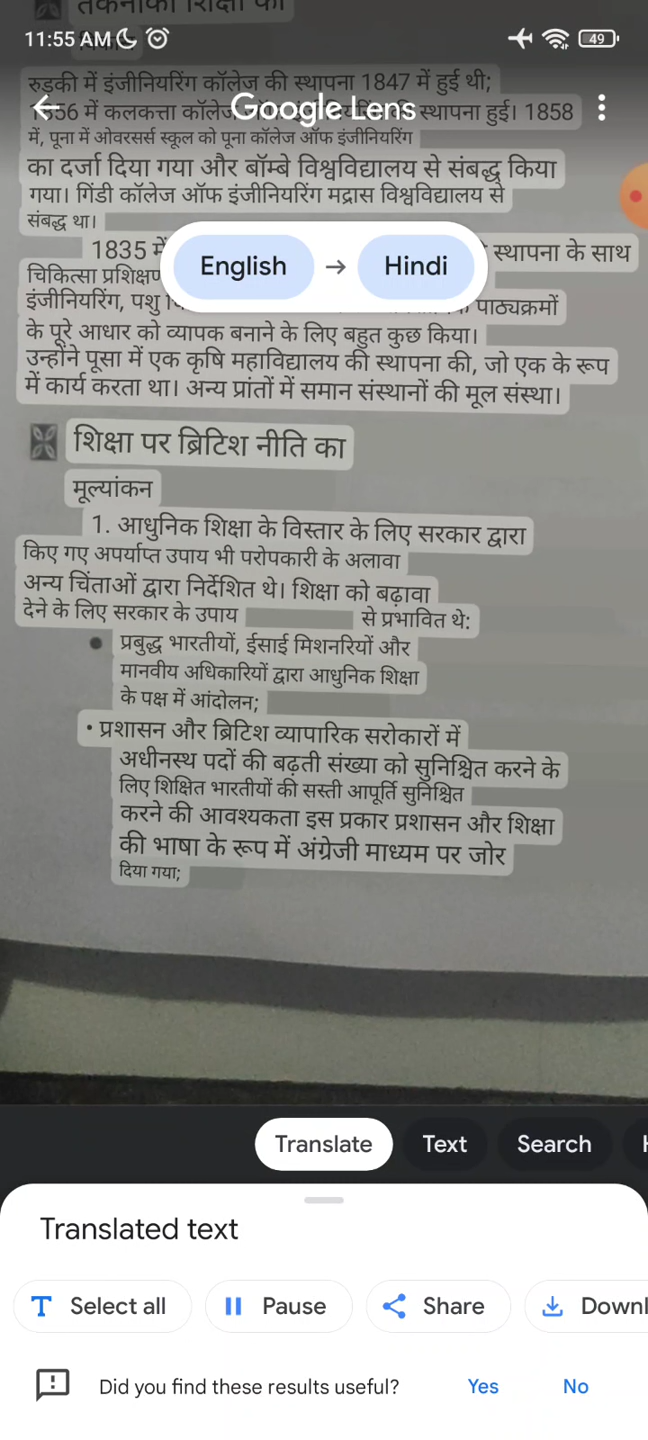 तकनीकी शिक्षा का
11:55 AM
49
रुड़की में इंजीनियरिंग कॉलेज की स्थापना 1847 में हुई थी;
Google Lens
1856 में कलकत्ता कॉलेज स्थापना हुई। 1858
में, पूना में ओवरसर्स स्कूल को पूना कॉलेज ऑफ इंजीनियरिंग
का दर्जा दिया गया और बॉम्बे विश्वविद्यालय से संबद्ध किया
गया। गिंडी कॉलेज ऑफ इंजीनियरिंग मद्रास विश्वविद्यालय से
संबद्ध था।
1835 में स्थापना के साथ
English → Hindi
चिकित्सा प्रशिक्षण
इंजीनियरिंग, पशु पाठ्यक्रमों
के पूरे आधार को व्यापक बनाने के लिए बहुत कुछ किया।
उन्होंने पूसा में एक कृषि महाविद्यालय की स्थापना की, जो एक के रूप
में कार्य करता था। अन्य प्रांतों में समान संस्थानों की मूल संस्था।
शिक्षा पर ब्रिटिश नीति का
मूल्यांकन
1. आधुनिक शिक्षा के विस्तार के लिए सरकार द्वारा
किए गए अपर्याप्त उपाय भी परोपकारी के अलावा
अन्य चिंताओं द्वारा निर्देशित थे। शिक्षा को बढ़ावा
देने के लिए सरकार के उपाय से प्रभावित थे:
प्रबुद्ध भारतीयों, ईसाई मिशनरियों और
मानवीय अधिकारियों द्वारा आधुनिक शिक्षा
के पक्ष में आंदोलन;
• प्रशासन और ब्रिटिश व्यापारिक सरोकारों में
अधीनस्थ पदों की बढ़ती संख्या को सुनिश्चित करने के
लिए शिक्षित भारतीयों की सस्ती आपूर्ति सुनिश्चित
करने की आवश्यकता इस प्रकार प्रशासन और शिक्षा
की भाषा के रूप में अंग्रेजी माध्यम पर जोर
दिया गया;
Translate Text Search
Translated text
Select all Pause Share Downl
Did you find these results useful? Yes No